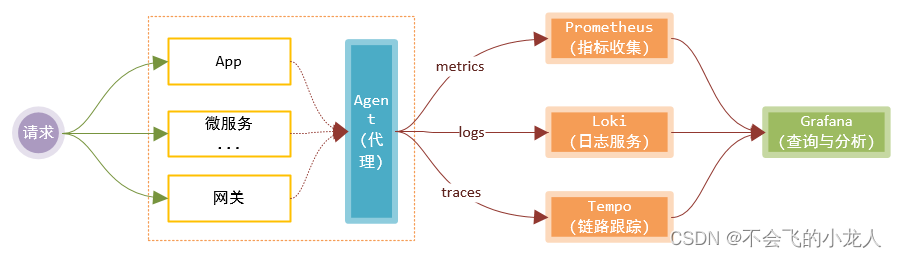 请求
App
微服务
...
网关
Agen
t
(代
理)
metrics
logs
traces
Prometheus
(指标收集)
Loki
(日志服务)
Tempo
(链路跟踪)
Grafana
(查询与分析)
CSDN @不会飞的小龙人